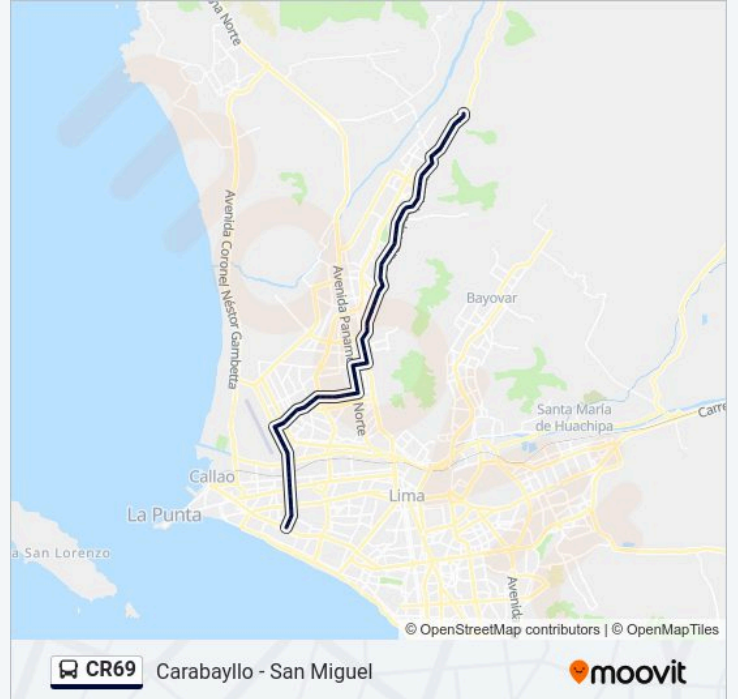 na Norte
Avenida Coronel Néstor Gambetta
Avenida Panam
Norte
Bayovar
Santa María
de Huachipa
Carre
Callao
La Punta
Lima
a San Lorenzo
Avenida
© OpenStreetMap contributors | © OpenMapTiles
CR69 Carabayllo - San Miguel
moovit